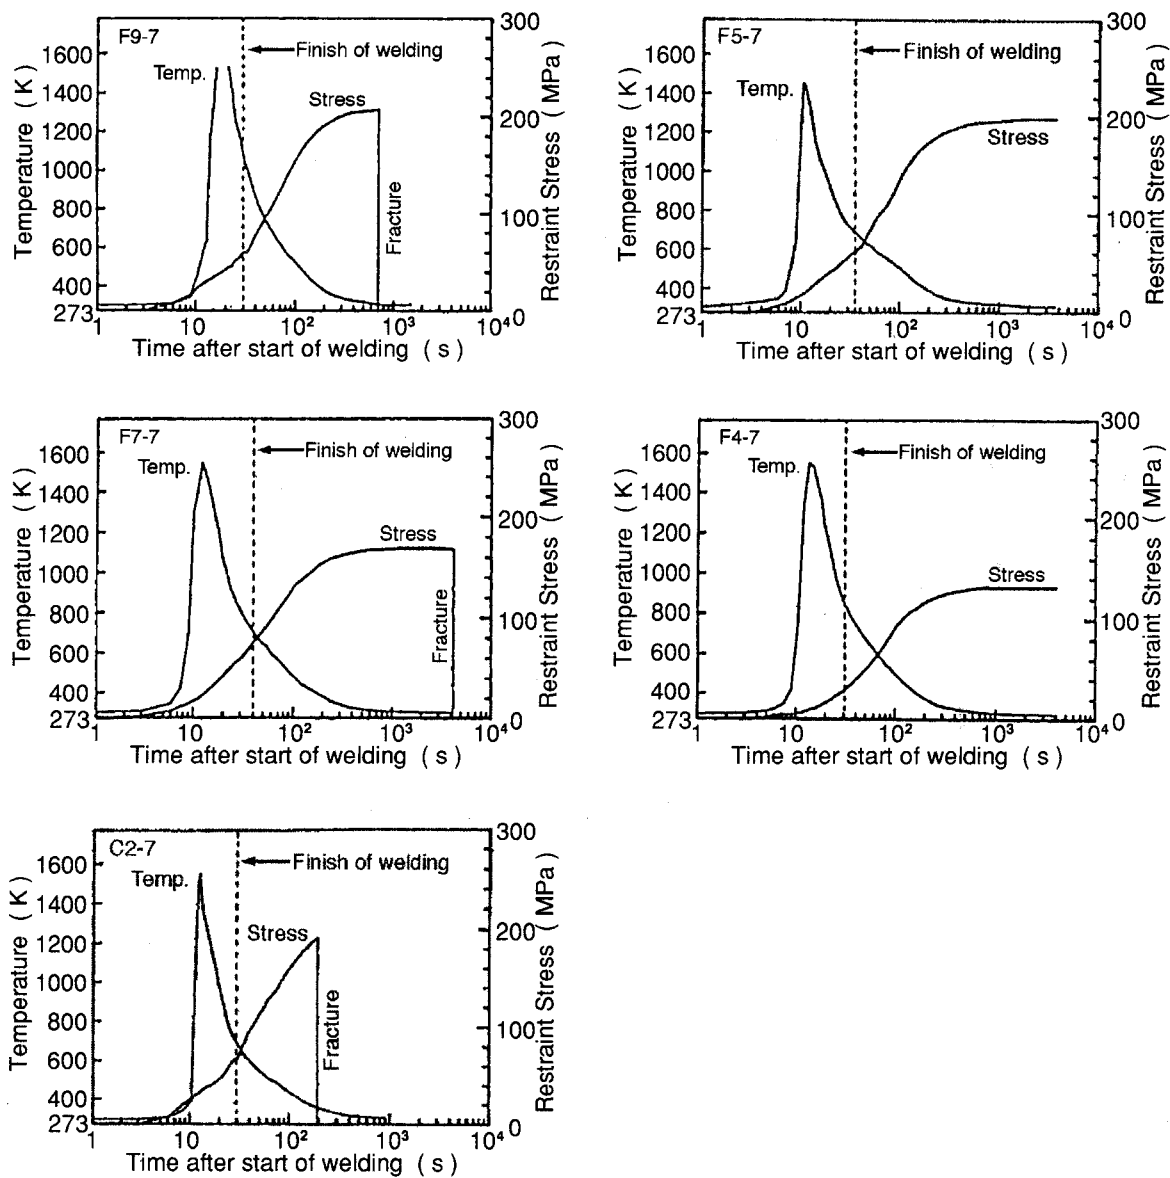 F9-7
Finish of welding
Temp.
Stress
Fracture
Temperature ( K )
1600
1400
1200
1000
800
600
400
273
Restraint Stress ( MPa )
300
200
100
0
1 10 10² 10³ 10⁴
Time after start of welding ( s )
F5-7
Finish of welding
Temp.
Stress
Temperature ( K )
1600
1400
1200
1000
800
600
400
273
Restraint Stress ( MPa )
300
200
100
0
1 10 10² 10³ 10⁴
Time after start of welding ( s )
F7-7
Finish of welding
Temp.
Stress
Fracture
Temperature ( K )
1600
1400
1200
1000
800
600
400
273
Restraint Stress ( MPa )
300
200
100
0
1 10 10² 10³ 10⁴
Time after start of welding ( s )
F4-7
Finish of welding
Temp.
Stress
Temperature ( K )
1600
1400
1200
1000
800
600
400
273
Restraint Stress ( MPa )
300
200
100
0
1 10 10² 10³ 10⁴
Time after start of welding ( s )
C2-7
Finish of welding
Temp.
Stress
Fracture
Temperature ( K )
1600
1400
1200
1000
800
600
400
273
Restraint Stress ( MPa )
300
200
100
0
1 10 10² 10³ 10⁴
Time after start of welding ( s )